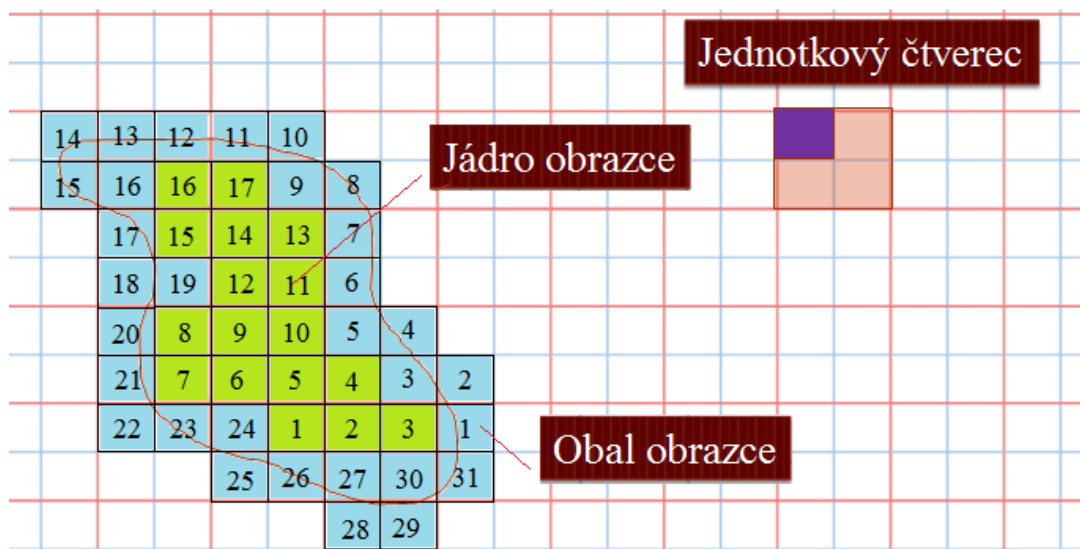 Jednotkový čtverec
14 13 12 11 10
Jádro obrazce
15 16 16 17 9 8
17 15 14 13 7
18 19 12 11 6
20 8 9 10 5 4
21 7 6 5 4 3 2
22 23 24 1 2 3 1
Obal obrazce
25 26 27 30 31
28 29